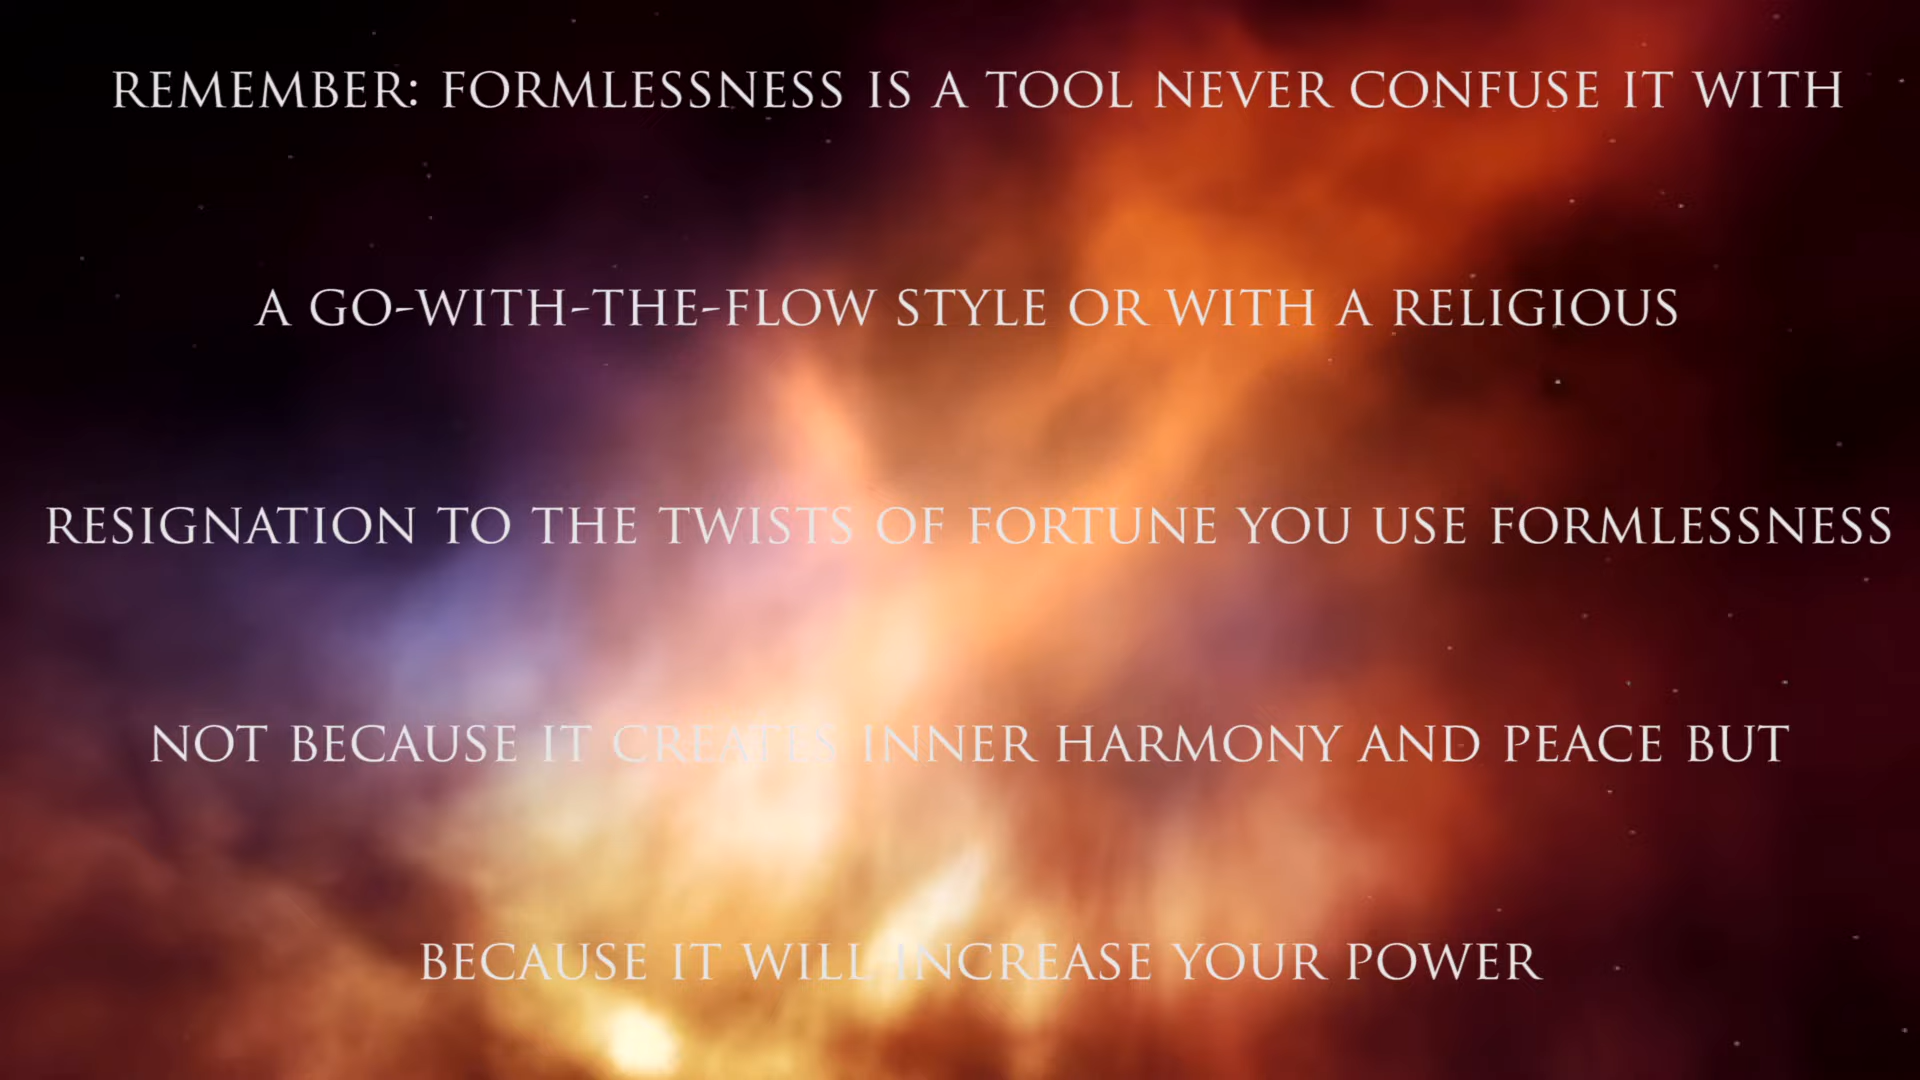 REMEMBER: FORMLESSNESS IS A TOOL NEVER CONFUSE IT WITH
A GO-WITH-THE-FLOW STYLE OR WITH A RELIGIOUS
RESIGNATION TO THE TWISTS OF FORTUNE YOU USE FORMLESSNESS
NOT BECAUSE IT CREATES INNER HARMONY AND PEACE BUT
BECAUSE IT WILL INCREASE YOUR POWER